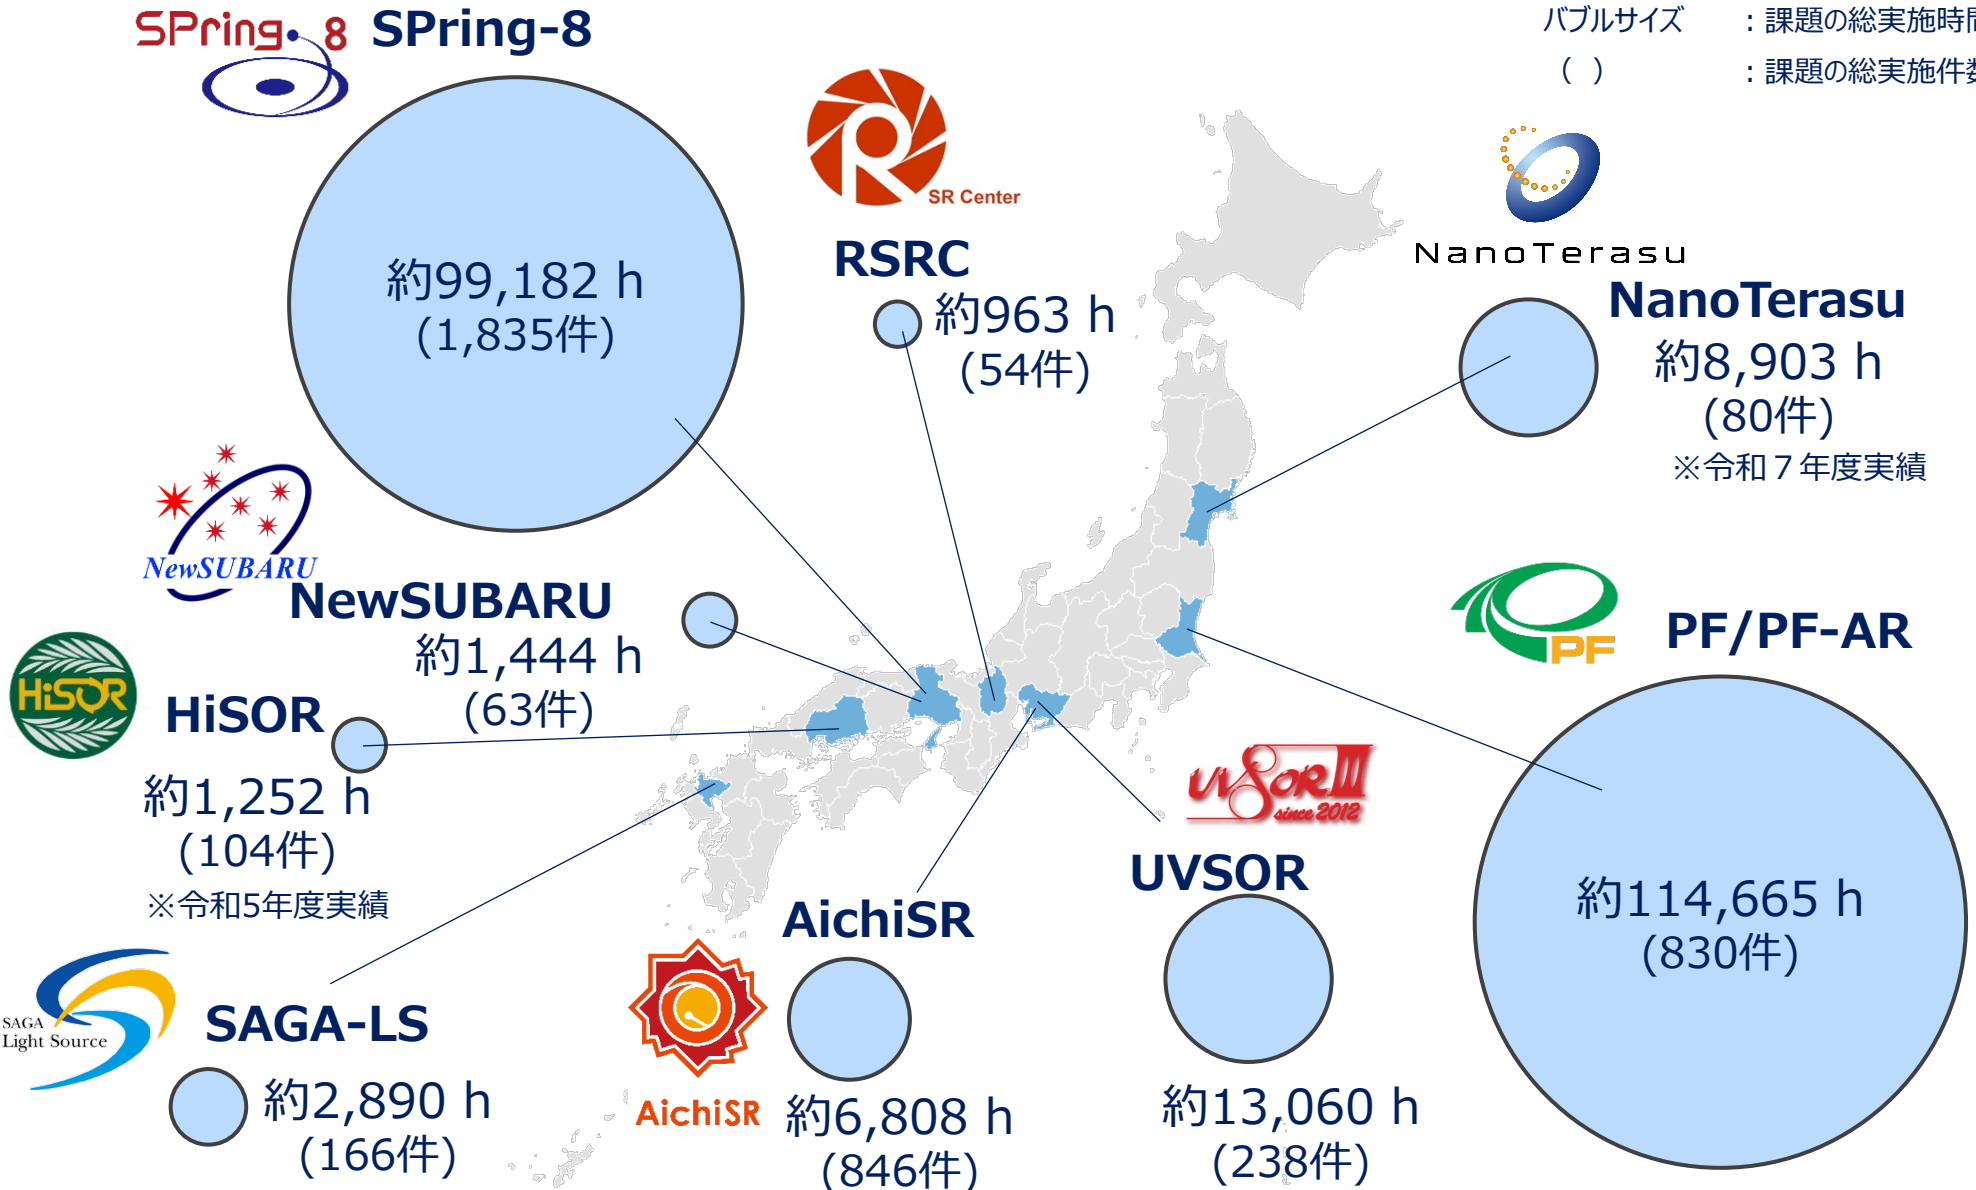 SPring-8
SPring-8
約99,182 h
(1,835件)
バブルサイズ ：課題の総実施時間
( ) ：課題の総実施件数
SR Center
RSRC
約963 h
(54件)
NanoTerasu
NanoTerasu
約8,903 h
(80件)
※令和７年度実績
NewSUBARU
NewSUBARU
約1,444 h
(63件)
HiSOR
HiSOR
約1,252 h
(104件)
※令和5年度実績
PF
PF/PF-AR
約114,665 h
(830件)
UVSOR III
since 2012
UVSOR
約13,060 h
(238件)
AichiSR
AichiSR
約6,808 h
(846件)
SAGA
Light Source
SAGA-LS
約2,890 h
(166件)